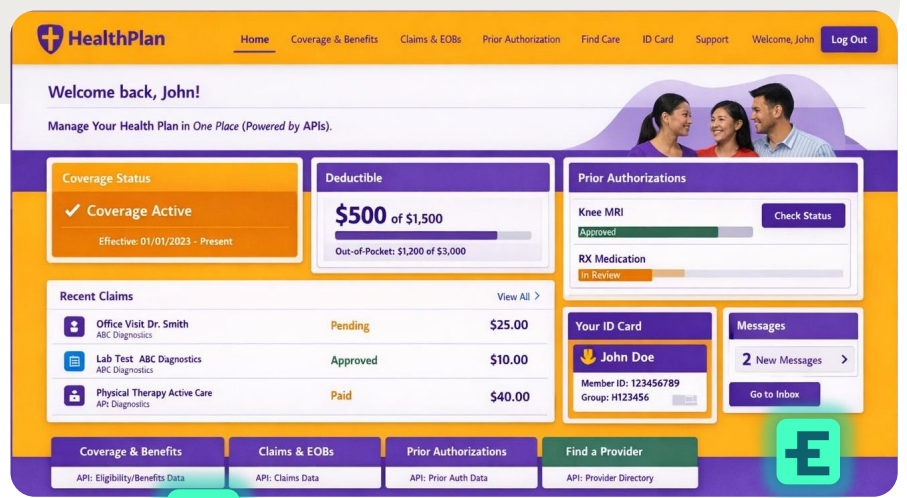 HealthPlan
Home Coverage & Benefits Claims & EOBs Prior Authorization Find Care ID Card Support Welcome, John Log Out
Welcome back, John!
Manage Your Health Plan in One Place (Powered by APIs).
Coverage Status
Coverage Active
Effective: 01/01/2023 - Present
Deductible
$500 of $1,500
Out-of-Pocket: $1,200 of $3,000
Prior Authorizations
Knee MRI
Check Status
Approved
RX Medication
In Review
Recent Claims
View All >
Office Visit Dr. Smith
ABC Diagnostics
Pending
$25.00
Lab Test ABC Dagnostics
APC Diagnostics
Approved
$10.00
Physical Therapy Active Care
AP: Diagnostics
Paid
$40.00
Your ID Card
John Doe
Member ID: 123456789
Group: H123456
Messages
2 New Messages >
Go to Inbox
Coverage & Benefits
API: Eligibility/Benefits Data
Claims & EOBs
API: Claims Data
Prior Authorizations
API: Prior Auth Data
Find a Provider
API: Provider Directory